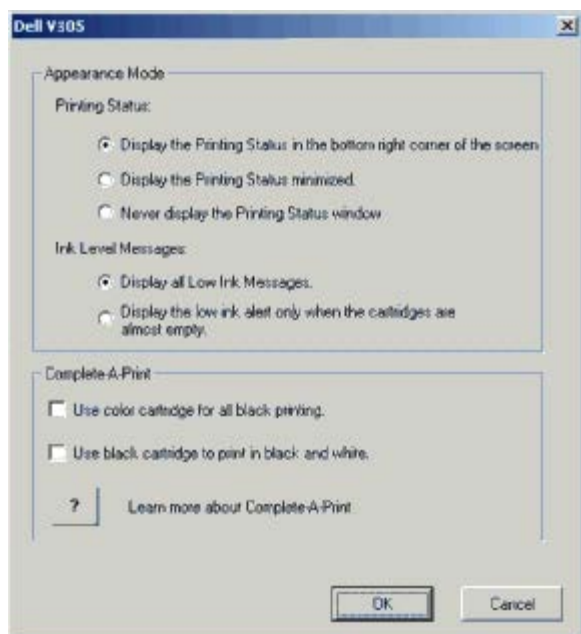 Dell V305
Appearance Mode
Printing Status:
Display the Printing Status in the bottom right corner of the screen
Display the Printing Status minimized.
Never display the Printing Status window
Ink Level Messages:
Display all Low Ink Messages.
Display the low ink alert only when the cartridges are
almost empty.
Complete-A-Print
Use color cartridge for all black printing.
Use black cartridge to print in black and white.
?
Learn more about Complete-A-Print
OK
Cancel